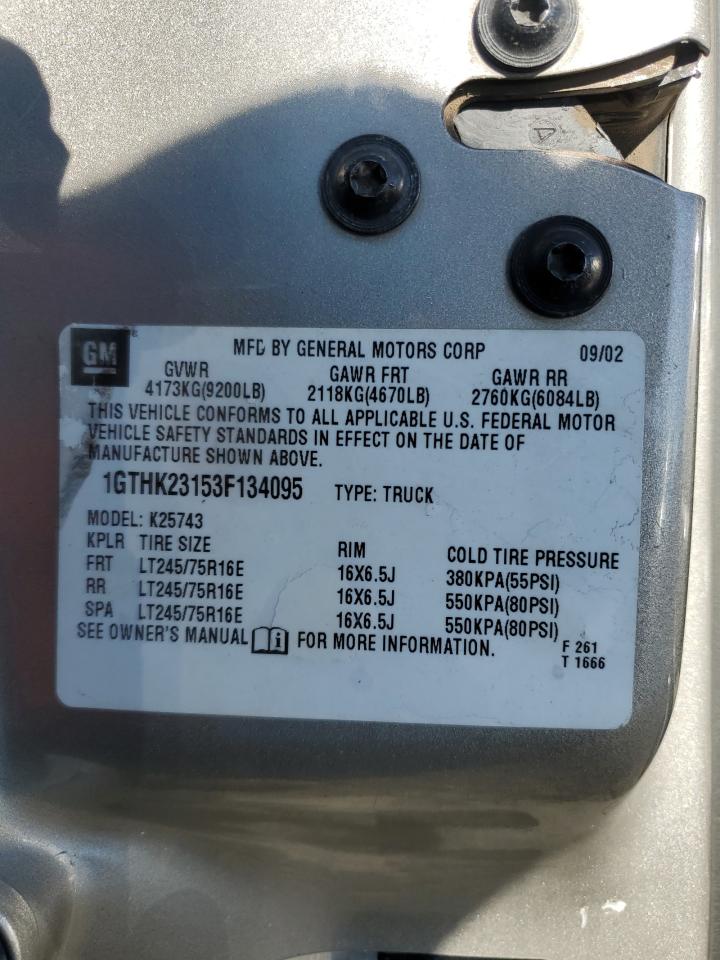 GM
MFD BY GENERAL MOTORS CORP 09/02
GVWR GAWR FRT GAWR RR
4173KG(9200LB) 2118KG(4670LB) 2760KG(6084LB)
THIS VEHICLE CONFORMS TO ALL APPLICABLE U.S. FEDERAL MOTOR
VEHICLE SAFETY STANDARDS IN EFFECT ON THE DATE OF
MANUFACTURE SHOWN ABOVE.
1GTHK23153F134095 TYPE: TRUCK
MODEL: K25743
KPLR TIRE SIZE RIM COLD TIRE PRESSURE
FRT LT245/75R16E 16X6.5J 380KPA(55PSI)
RR LT245/75R16E 16X6.5J 550KPA(80PSI)
SPA LT245/75R16E 16X6.5J 550KPA(80PSI)
SEE OWNER'S MANUAL i FOR MORE INFORMATION.
F 261
T 1666